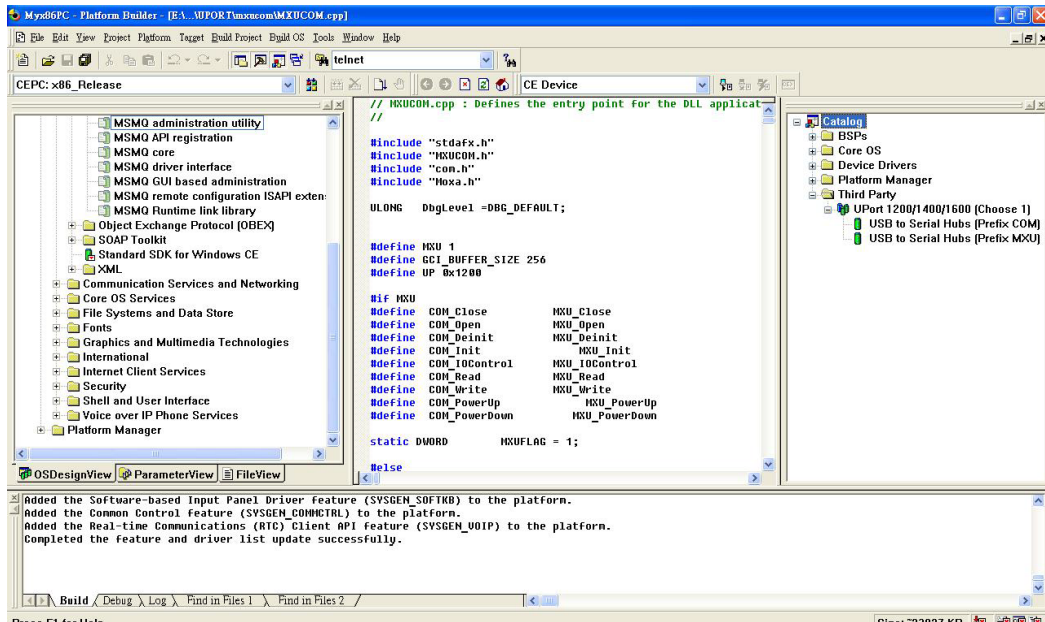 Myx86PC - Platform Builder - [E:\...\UPORT\mxucom\MXUCOM.cpp]
File Edit View Project Platform Target Build Project Build OS Tools Window Help
telnet
CEPC: x86_Release
CE Device
MSMQ administration utility
MSMQ API registration
MSMQ core
MSMQ driver interface
MSMQ GUI based administration
MSMQ remote configuration ISAPI exten
MSMQ Runtime link library
Object Exchange Protocol (OBEX)
SOAP Toolkit
Standard SDK for Windows CE
XML
Communication Services and Networking
Core OS Services
File Systems and Data Store
Fonts
Graphics and Multimedia Technologies
International
Internet Client Services
Security
Shell and User Interface
Voice over IP Phone Services
Platform Manager
OSDesignView ParameterView FileView
// MXUCOM.cpp : Defines the entry point for the DLL applicat
//
#include "stdafx.h"
#include "MXUCOM.h"
#include "com.h"
#include "Moxa.h"
ULONG DbgLevel =DBG_DEFAULT;
#define MXU 1
#define GCI_BUFFER_SIZE 256
#define UP 0x1200
#if MXU
#define COM_Close MXU_Close
#define COM_Open MXU_Open
#define COM_Deinit MXU_Deinit
#define COM_Init MXU_Init
#define COM_IOControl MXU_IOControl
#define COM_Read MXU_Read
#define COM_Write MXU_Write
#define COM_PowerUp MXU_PowerUp
#define COM_PowerDown MXU_PowerDown
static DWORD MXUFLAG = 1;
#else
Catalog
BSPs
Core OS
Device Drivers
Platform Manager
Third Party
UPort 1200/1400/1600 (Choose 1)
USB to Serial Hubs (Prefix COM)
USB to Serial Hubs (Prefix MXU)
Added the Software-based Input Panel Driver feature (SYSGEN_SOFTKB) to the platform.
Added the Common Control feature (SYSGEN_COMMCTRL) to the platform.
Added the Real-time Communications (RTC) Client API feature (SYSGEN_VOIP) to the platform.
Completed the feature and driver list update successfully.
Build Debug Log Find in Files 1 Find in Files 2
Press F1 for Help